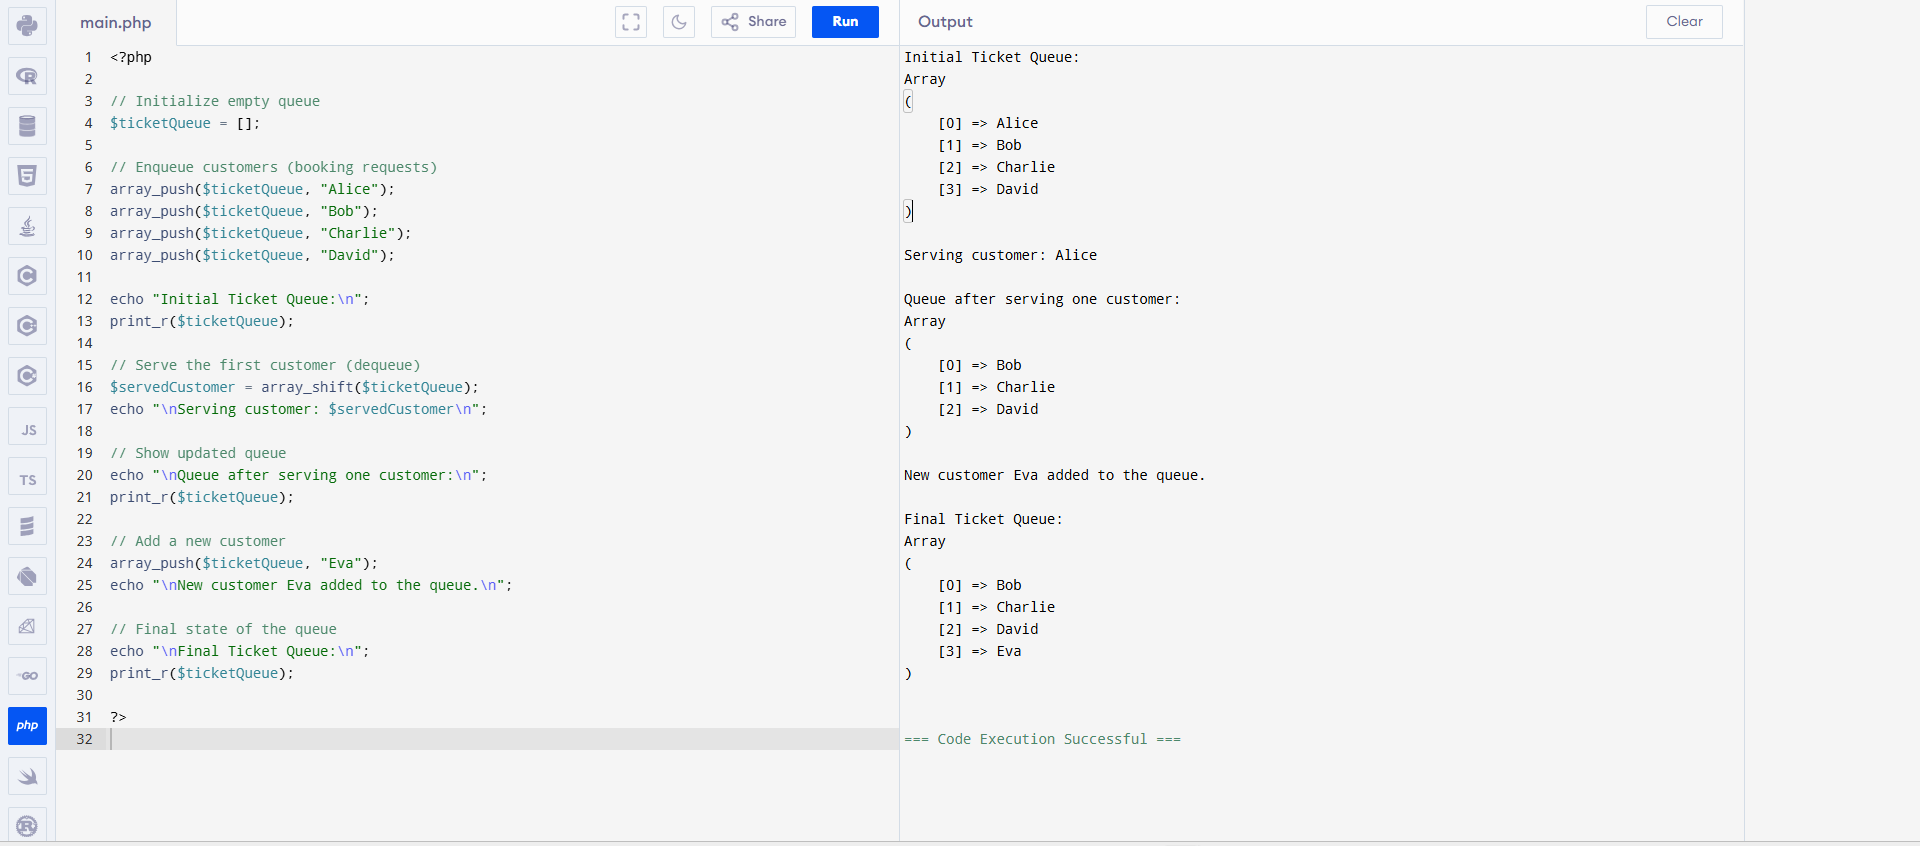 main.php
Share
Run
Output
Clear
1 <?php
2
3 // Initialize empty queue
4 $ticketQueue = [];
5
6 // Enqueue customers (booking requests)
7 array_push($ticketQueue, "Alice");
8 array_push($ticketQueue, "Bob");
9 array_push($ticketQueue, "Charlie");
10 array_push($ticketQueue, "David");
11
12 echo "Initial Ticket Queue:\n";
13 print_r($ticketQueue);
14
15 // Serve the first customer (dequeue)
16 $servedCustomer = array_shift($ticketQueue);
17 echo "\nServing customer: $servedCustomer\n";
18
19 // Show updated queue
20 echo "\nQueue after serving one customer:\n";
21 print_r($ticketQueue);
22
23 // Add a new customer
24 array_push($ticketQueue, "Eva");
25 echo "\nNew customer Eva added to the queue.\n";
26
27 // Final state of the queue
28 echo "\nFinal Ticket Queue:\n";
29 print_r($ticketQueue);
30
31 ?>
32
Initial Ticket Queue:
Array
(
    [0] => Alice
    [1] => Bob
    [2] => Charlie
    [3] => David
)
Serving customer: Alice
Queue after serving one customer:
Array
(
    [0] => Bob
    [1] => Charlie
    [2] => David
)
New customer Eva added to the queue.
Final Ticket Queue:
Array
(
    [0] => Bob
    [1] => Charlie
    [2] => David
    [3] => Eva
)
=== Code Execution Successful ===
R
5
C
C
C
JS
TS
GO
php
R